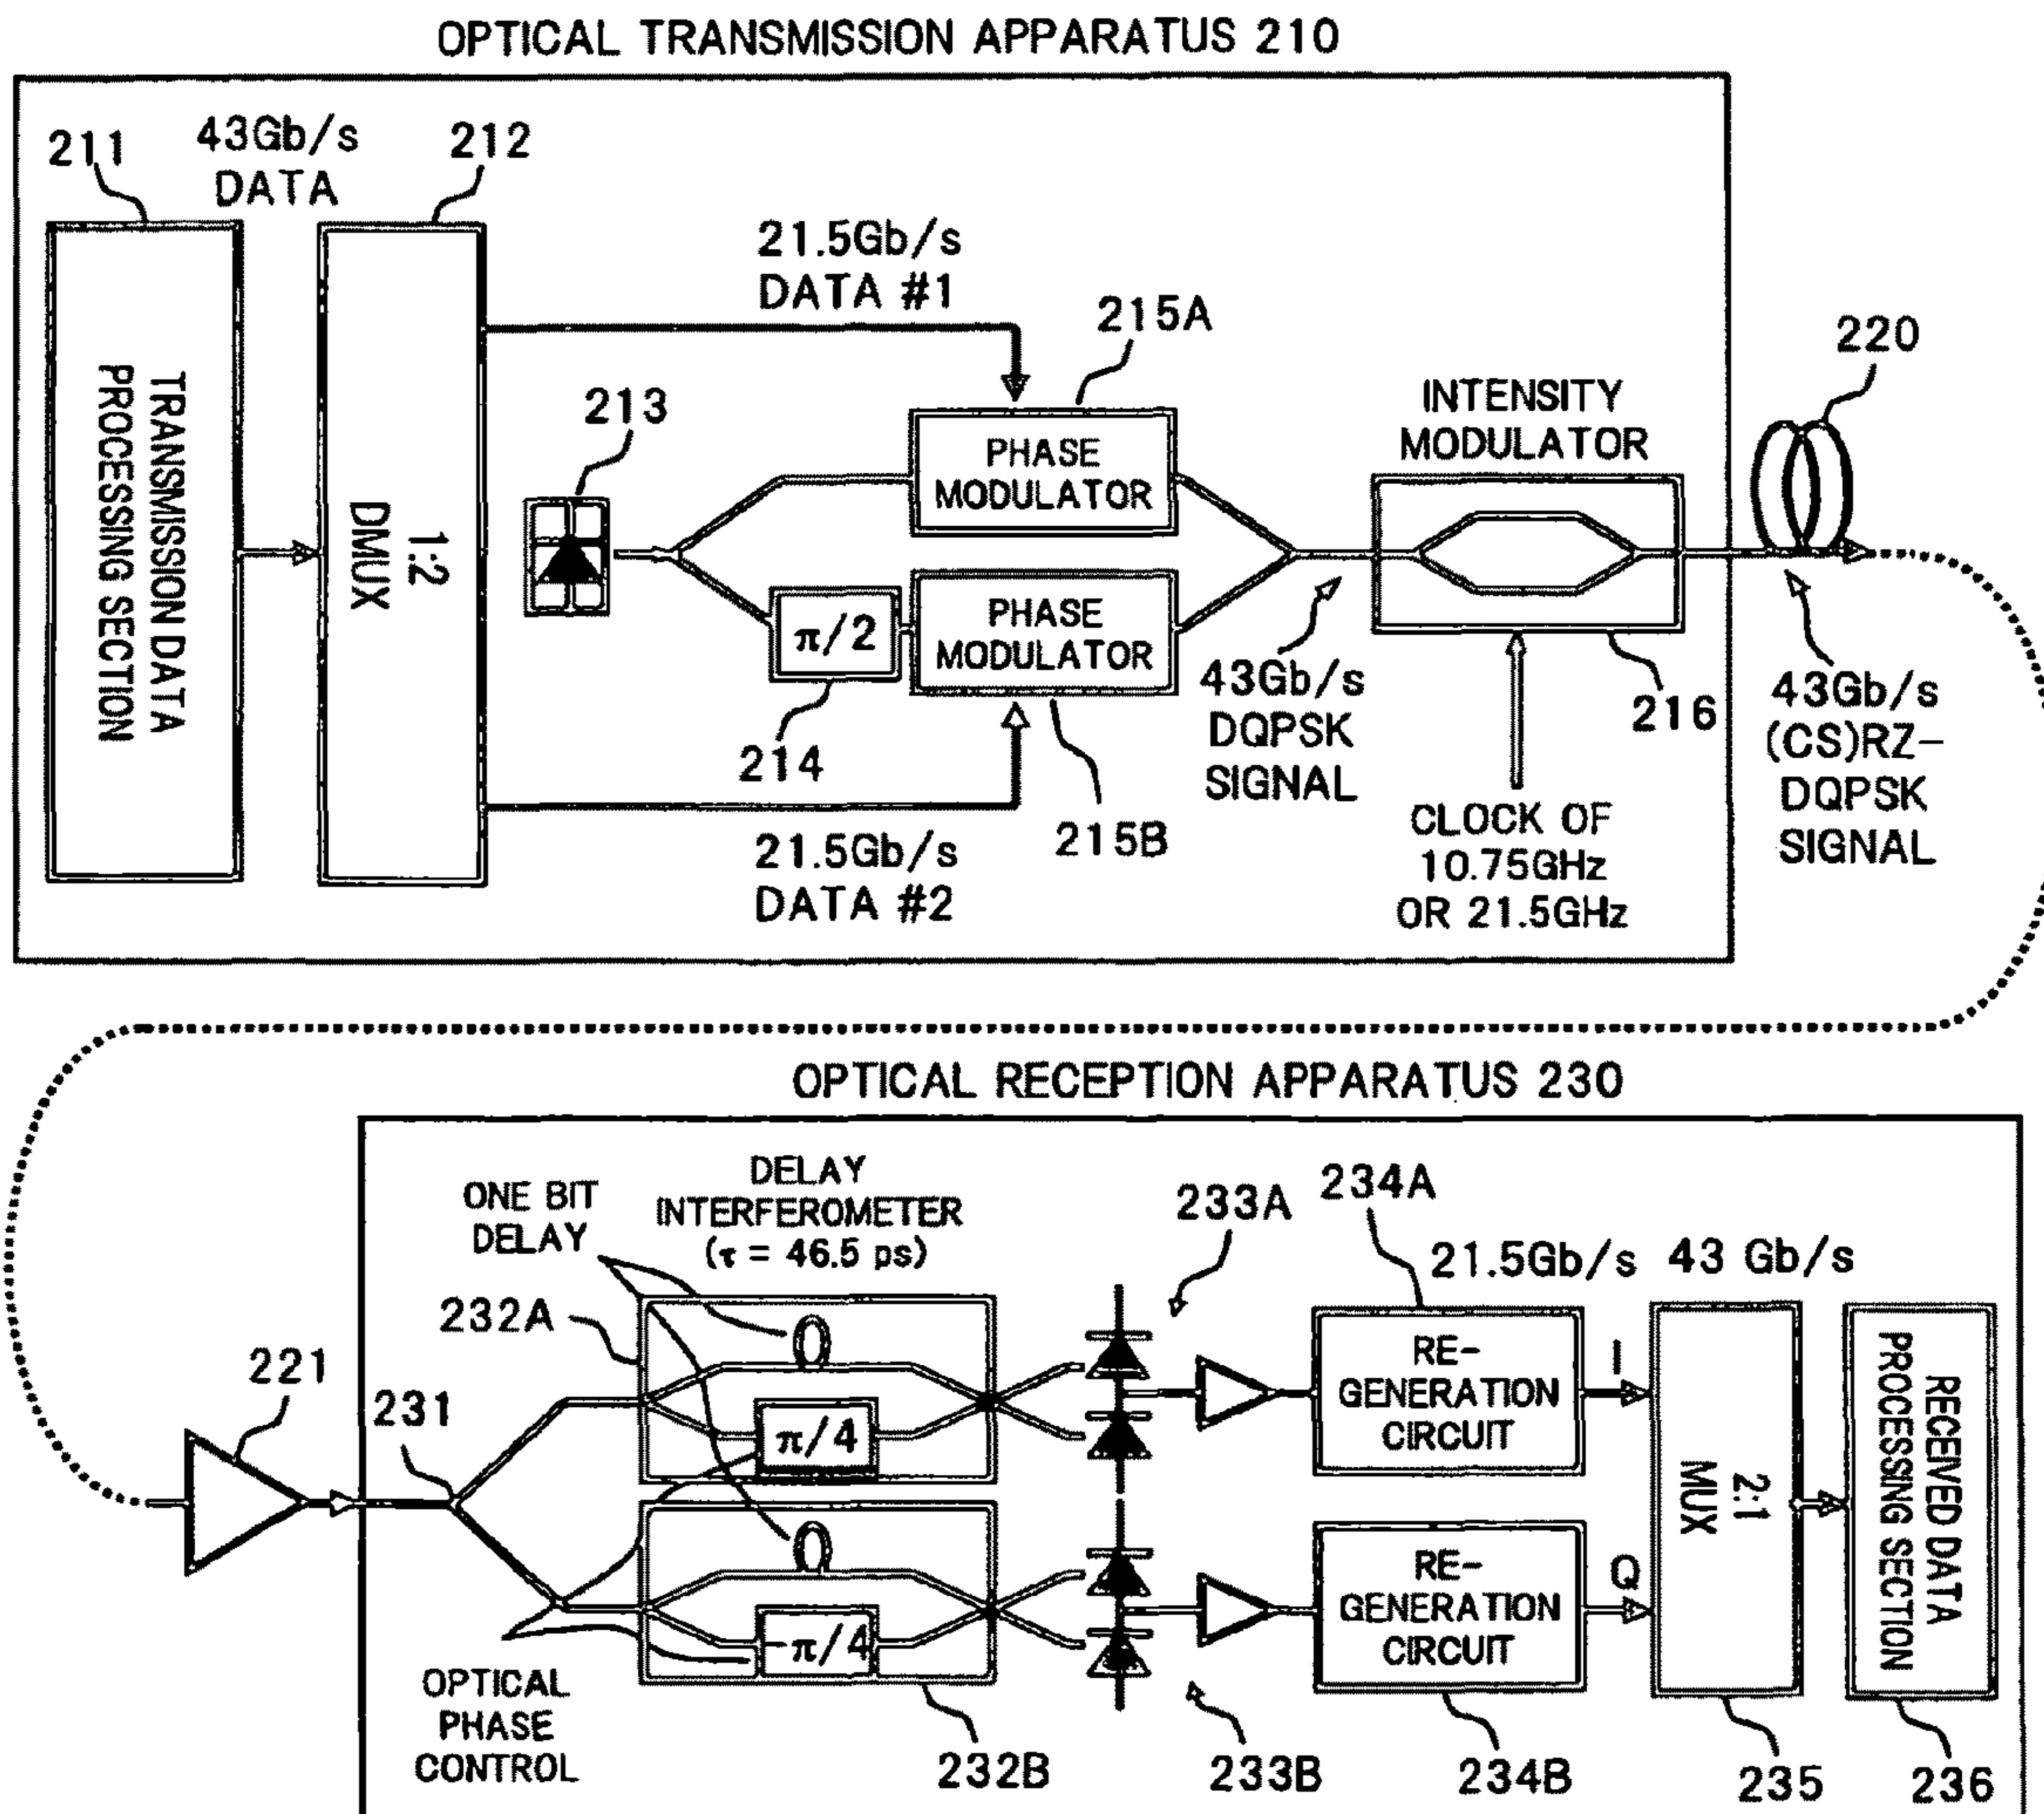 OPTICAL TRANSMISSION APPARATUS 210
211
43Gb/s
DATA
212
TRANSMISSION DATA
PROCESSING SECTION
1:2
DMUX
21.5Gb/s
DATA #1
213
215A
PHASE
MODULATOR
π/2
214
PHASE
MODULATOR
215B
21.5Gb/s
DATA #2
INTENSITY
MODULATOR
216
43Gb/s
DQPSK
SIGNAL
CLOCK OF
10.75GHz
OR 21.5GHz
220
43Gb/s
(CS)RZ-
DQPSK
SIGNAL
OPTICAL RECEPTION APPARATUS 230
221
231
ONE BIT
DELAY
DELAY
INTERFEROMETER
(τ = 46.5 ps)
232A
π/4
-π/4
OPTICAL
PHASE
CONTROL
232B
233A
233B
234A
RE-
GENERATION
CIRCUIT
RE-
GENERATION
CIRCUIT
234B
21.5Gb/s
43 Gb/s
I
Q
2:1
MUX
235
RECEIVED DATA
PROCESSING SECTION
236